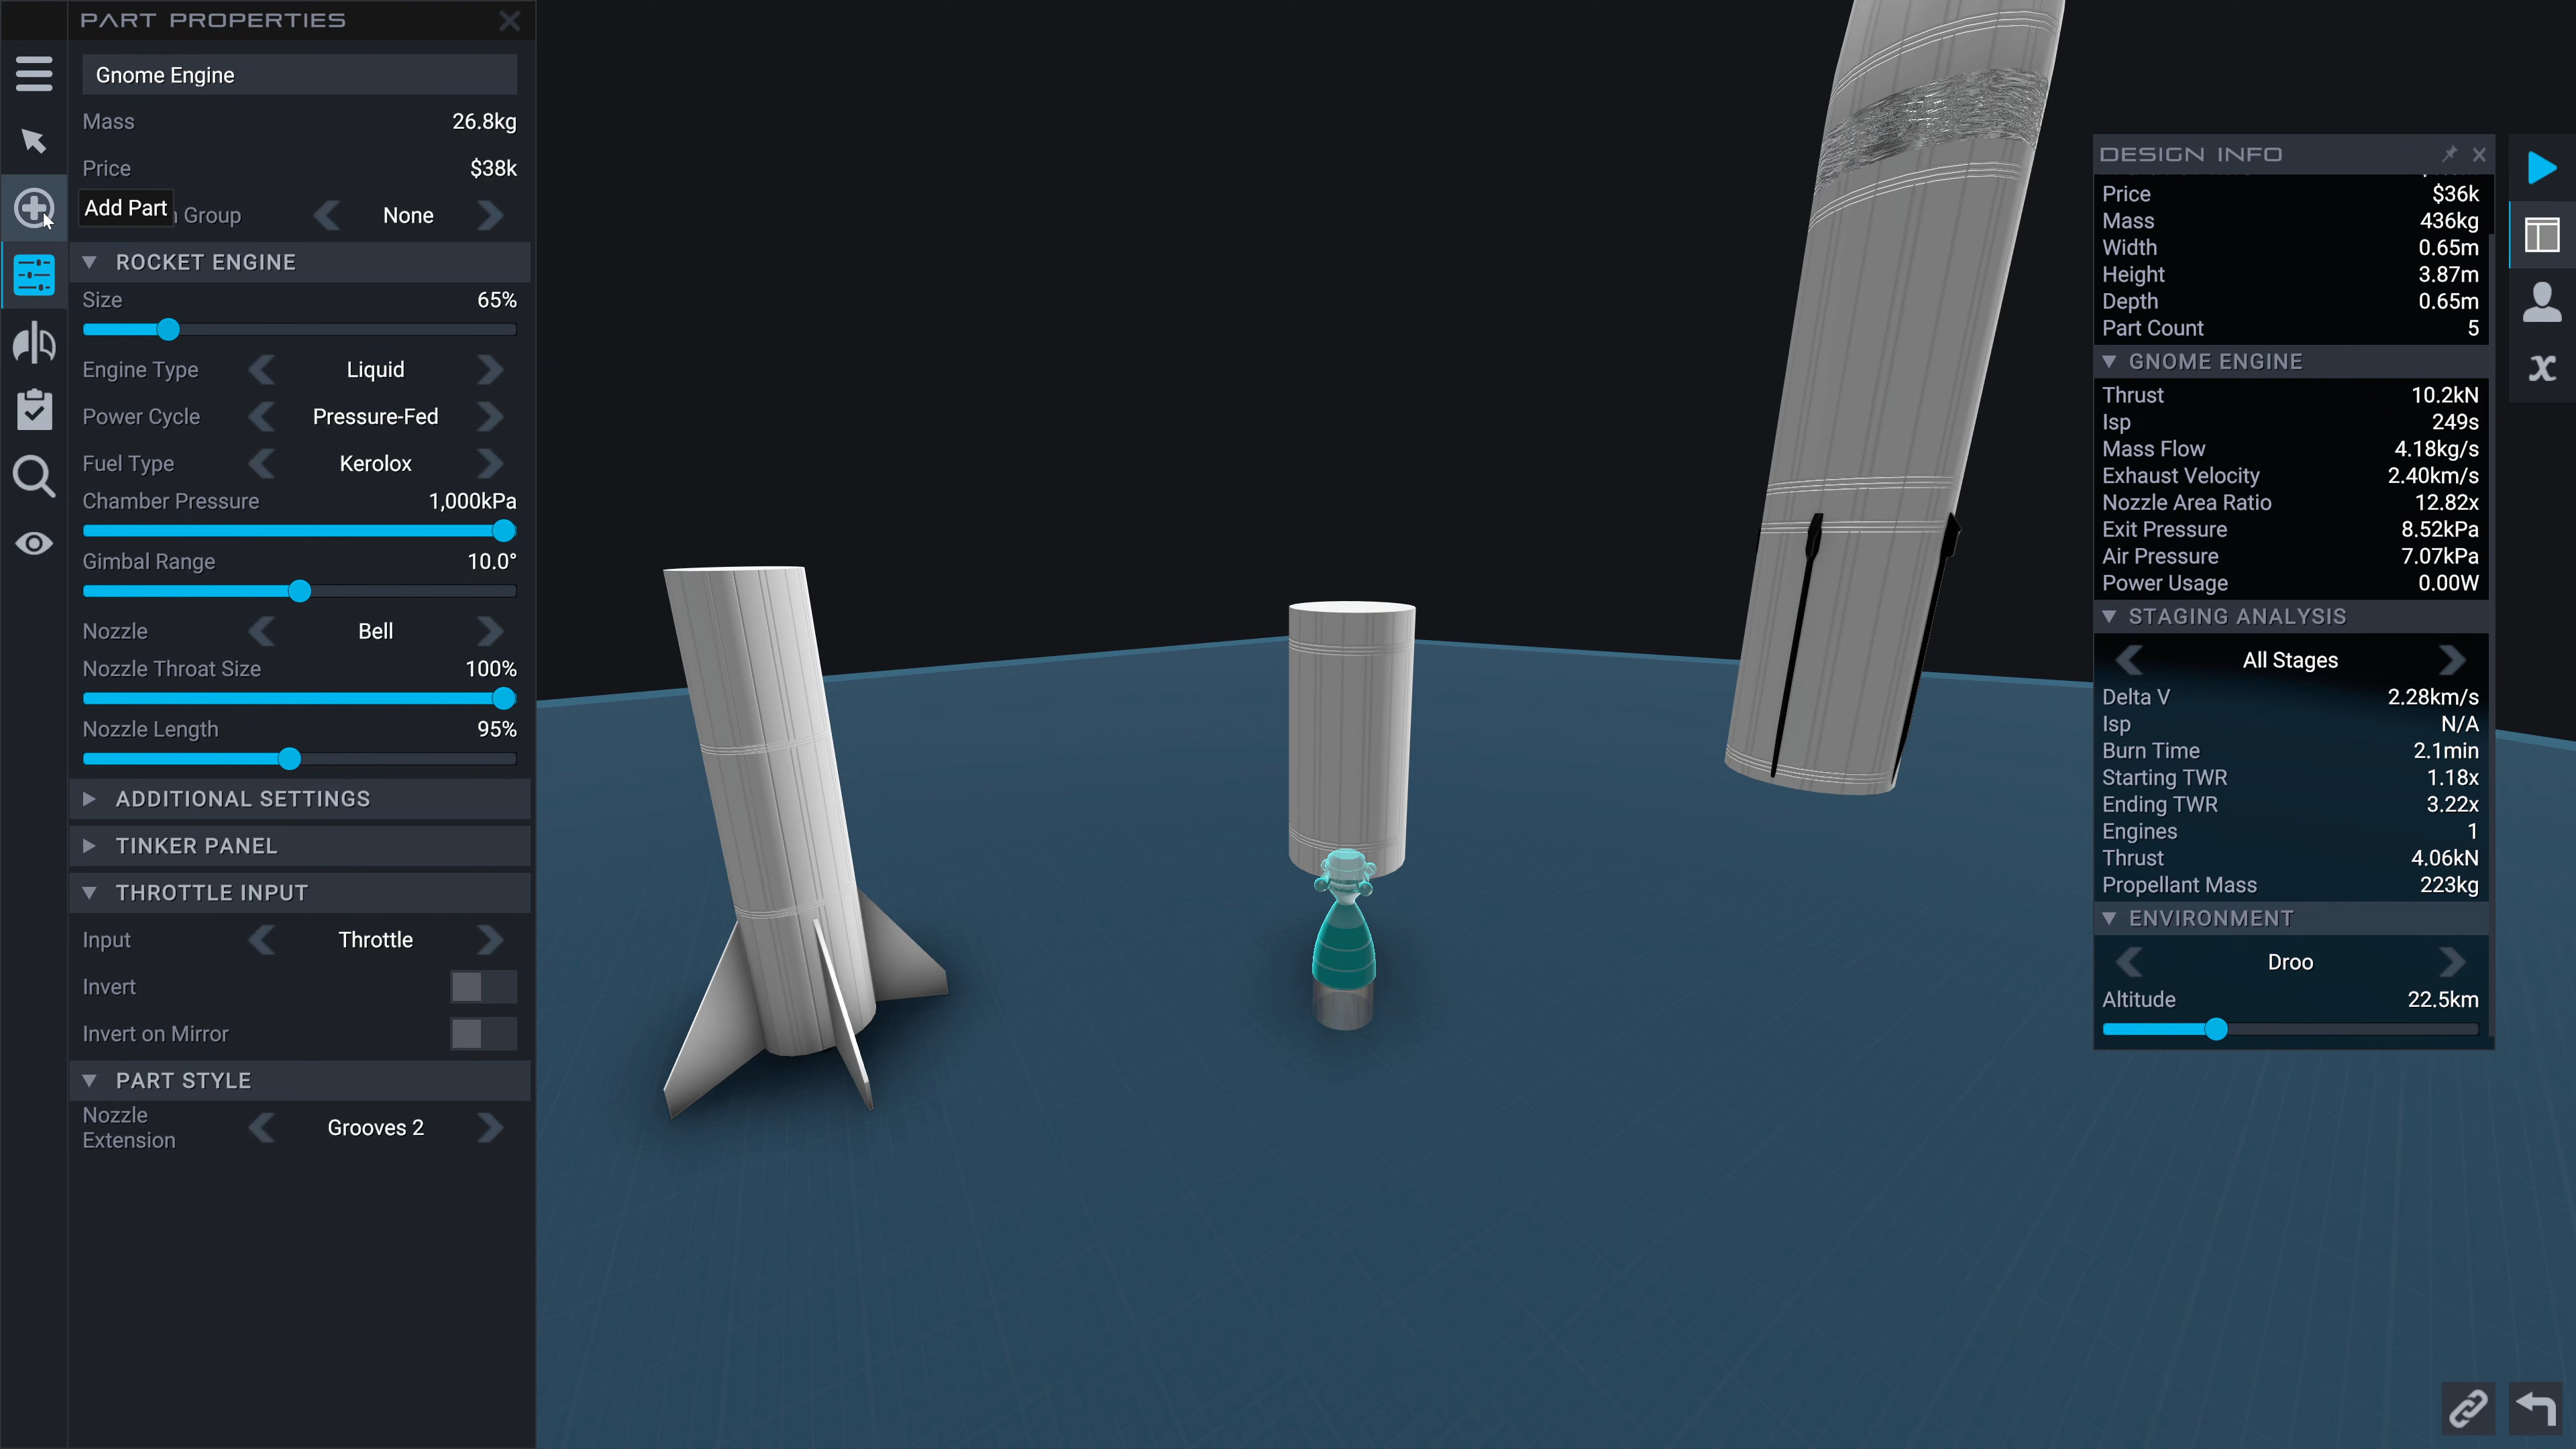 PART PROPERTIES
Gnome Engine
Mass 26.8kg
Price $38k
Add Part Group None
ROCKET ENGINE
Size 65%
Engine Type Liquid
Power Cycle Pressure-Fed
Fuel Type Kerolox
Chamber Pressure 1,000kPa
Gimbal Range 10.0°
Nozzle Bell
Nozzle Throat Size 100%
Nozzle Length 95%
ADDITIONAL SETTINGS
TINKER PANEL
THROTTLE INPUT
Input Throttle
Invert
Invert on Mirror
PART STYLE
Nozzle
Extension Grooves 2
DESIGN INFO
Price $36k
Mass 436kg
Width 0.65m
Height 3.87m
Depth 0.65m
Part Count 5
GNOME ENGINE
Thrust 10.2kN
Isp 249s
Mass Flow 4.18kg/s
Exhaust Velocity 2.40km/s
Nozzle Area Ratio 12.82x
Exit Pressure 8.52kPa
Air Pressure 7.07kPa
Power Usage 0.00W
STAGING ANALYSIS
All Stages
Delta V 2.28km/s
Isp N/A
Burn Time 2.1min
Starting TWR 1.18x
Ending TWR 3.22x
Engines 1
Thrust 4.06kN
Propellant Mass 223kg
ENVIRONMENT
Droo
Altitude 22.5km